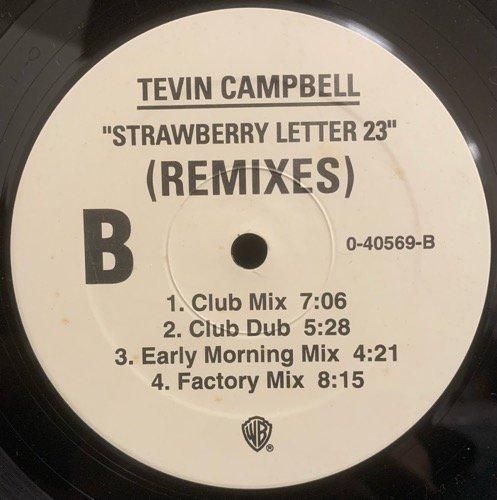 TEVIN CAMPBELL
"STRAWBERRY LETTER 23"
(REMIXES)
B
0-40569-B
1. Club Mix 7:06
2. Club Dub 5:28
3. Early Morning Mix 4:21
4. Factory Mix 8:15
WB